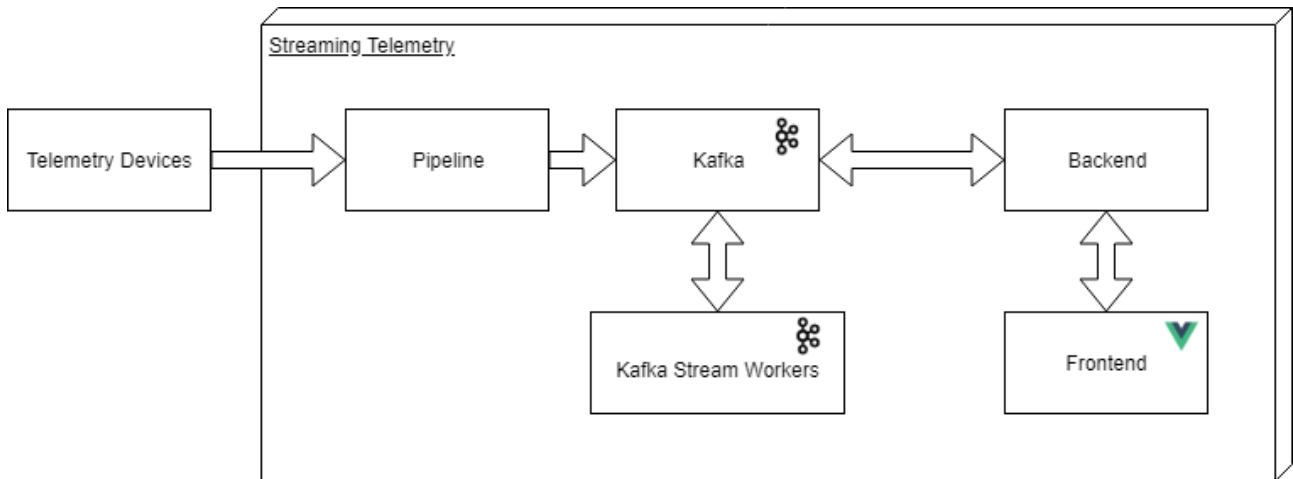 Streaming Telemetry
Telemetry Devices
Pipeline
Kafka
Backend
Kafka Stream Workers
Frontend